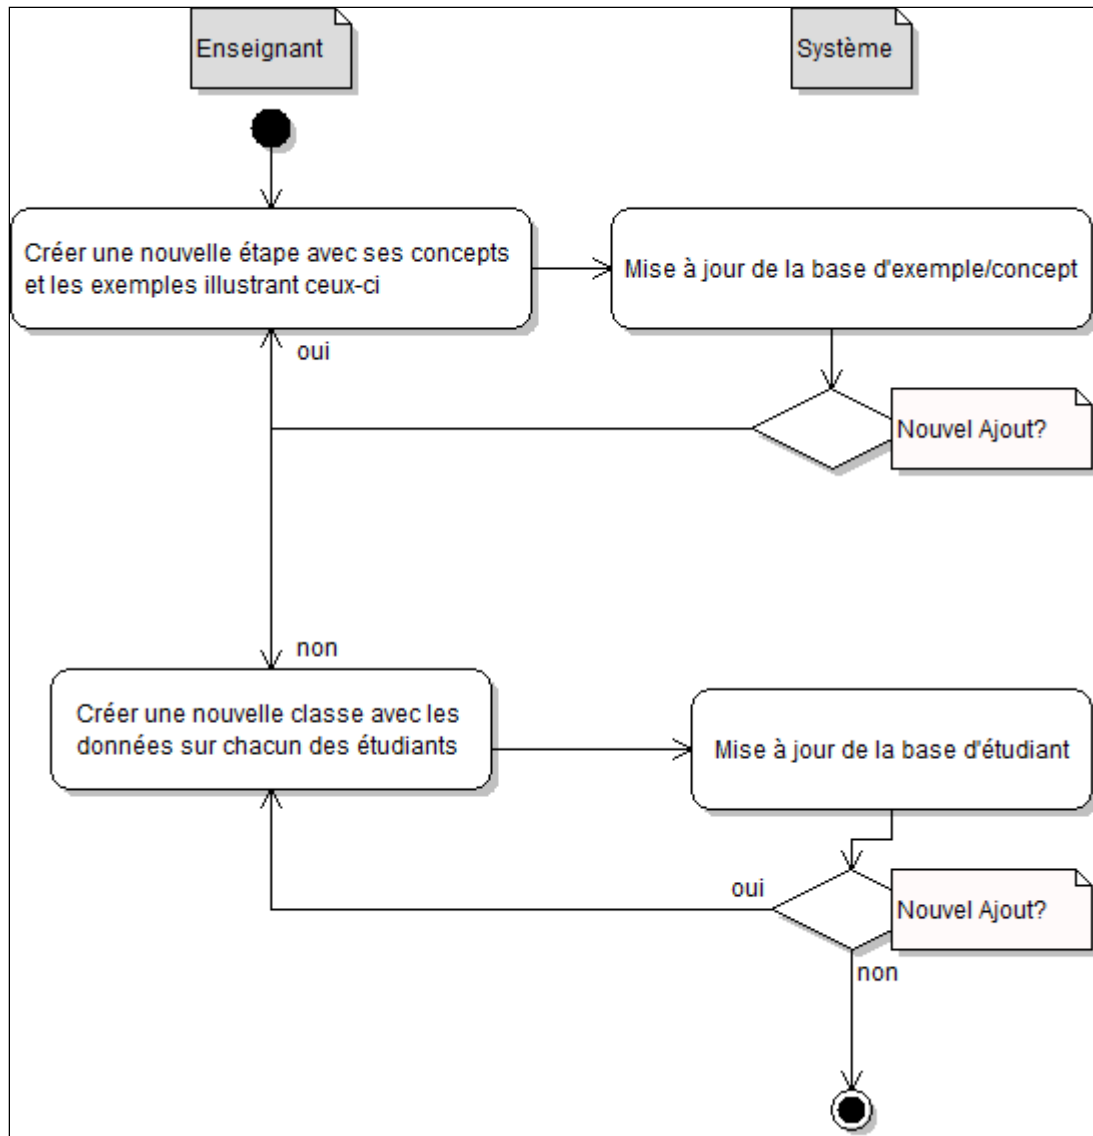 Enseignant
Système
Créer une nouvelle étape avec ses concepts
et les exemples illustrant ceux-ci
Mise à jour de la base d'exemple/concept
oui
Nouvel Ajout?
non
Créer une nouvelle classe avec les
données sur chacun des étudiants
Mise à jour de la base d'étudiant
oui
Nouvel Ajout?
non